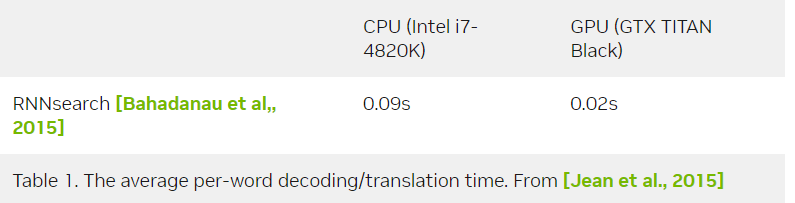 CPU (Intel i7-
4820K)
GPU (GTX TITAN
Black)
RNNsearch [Bahadanau et al,,
2015]
0.09s
0.02s
Table 1. The average per-word decoding/translation time. From [Jean et al., 2015]